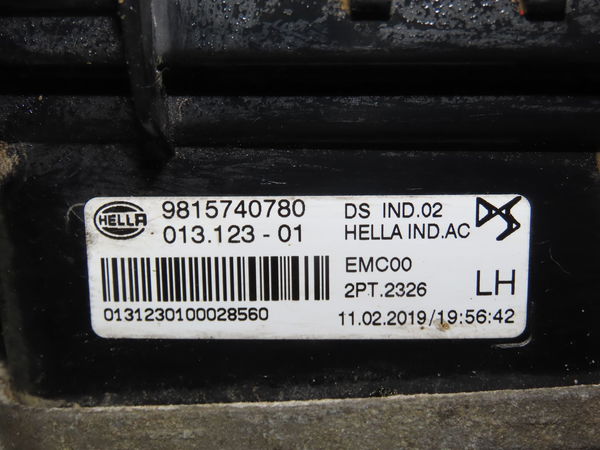 HELLA 9815740780 DS IND.02 DS
013.123 - 01 HELLA IND.AC
EMC00
2PT.2326 LH
0131230100028560 11.02.2019/19:56:42